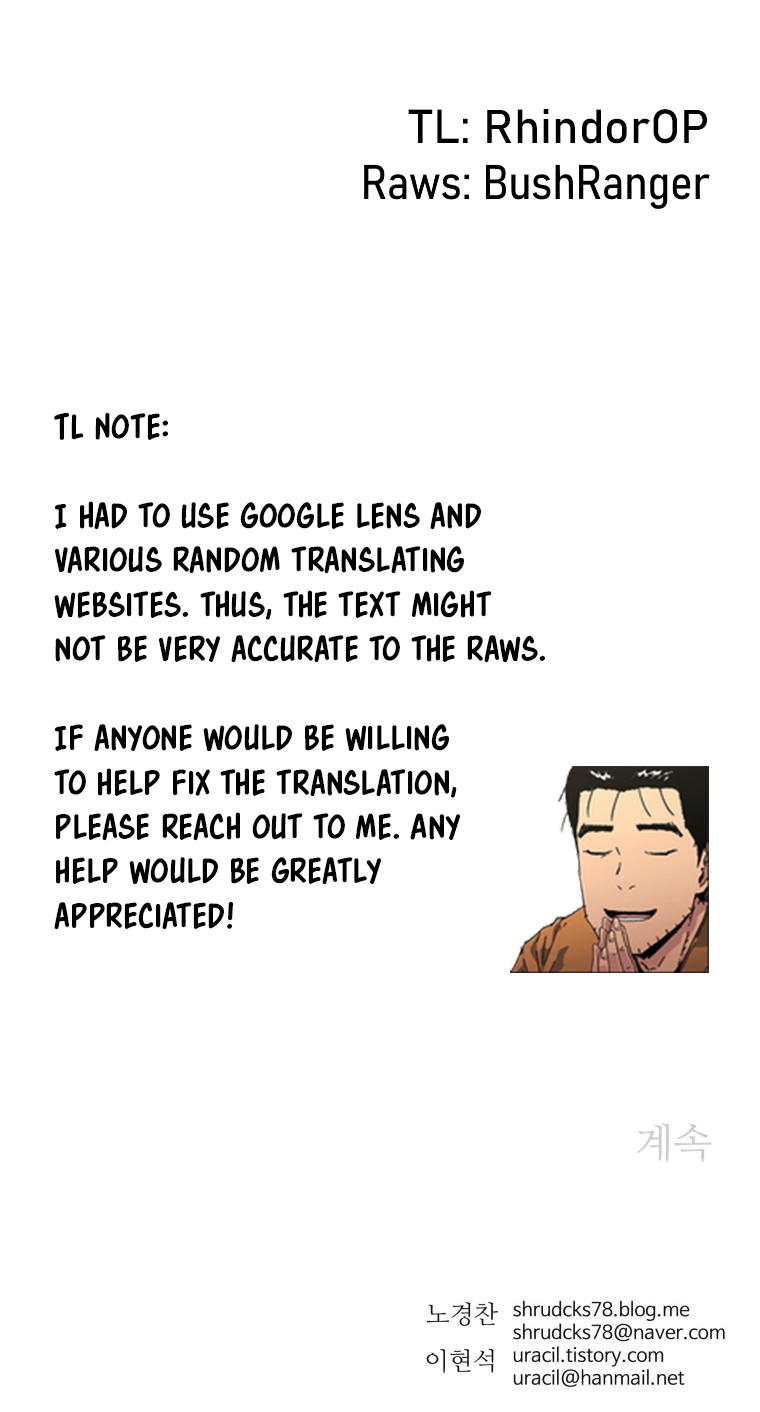 TL: RhindorOP
Raws: BushRanger
TL NOTE:
I HAD TO USE GOOGLE LENS AND
VARIOUS RANDOM TRANSLATING
WEBSITES. THUS, THE TEXT MIGHT
NOT BE VERY ACCURATE TO THE RAWS.
IF ANYONE WOULD BE WILLING
TO HELP FIX THE TRANSLATION,
PLEASE REACH OUT TO ME. ANY
HELP WOULD BE GREATLY
APPRECIATED!
계속
노경찬 shrudcks78.blog.me
shrudcks78@naver.com
이현석 uracil.tistory.com
uracil@hanmail.net